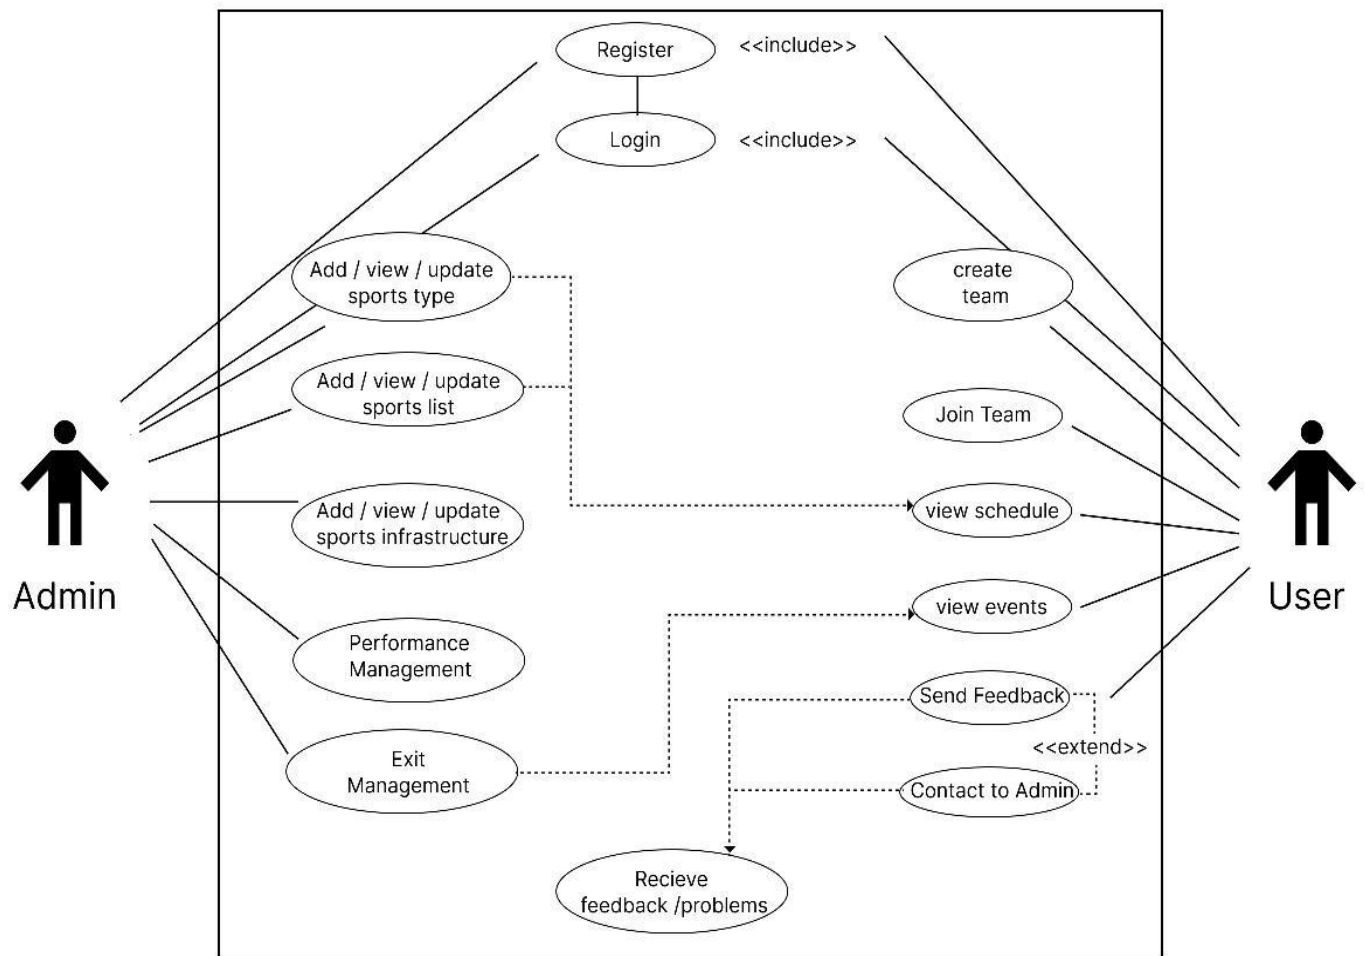 Register
<<include>>
Login
<<include>>
Add / view / update
sports type
create
team
Add / view / update
sports list
Join Team
Add / view / update
sports infrastructure
view schedule
Admin
User
view events
Performance
Management
Send Feedback
<<extend>>
Exit
Management
Contact to Admin
Recieve
feedback /problems